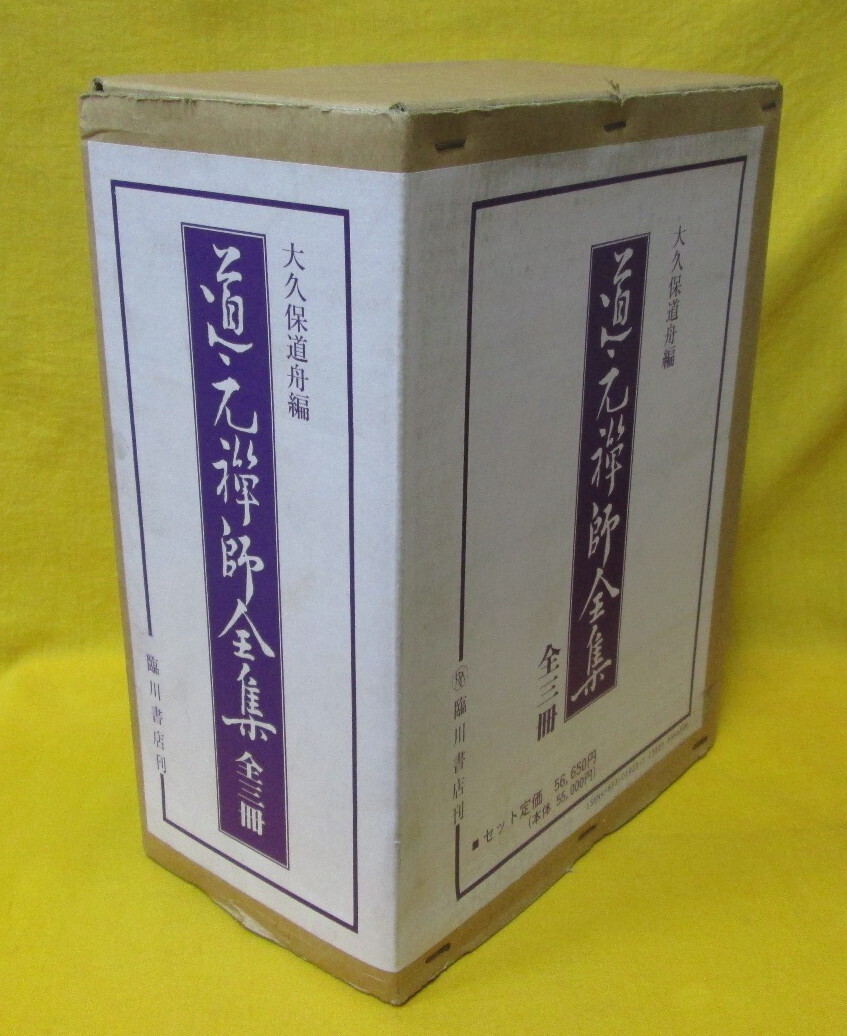 大久保道舟編
道元禅師全集 全三冊
臨川書店刊
大久保道舟編
道元禅師全集
全三冊
臨川書店刊
■セット定価 56,650円
(本体 55,000円)